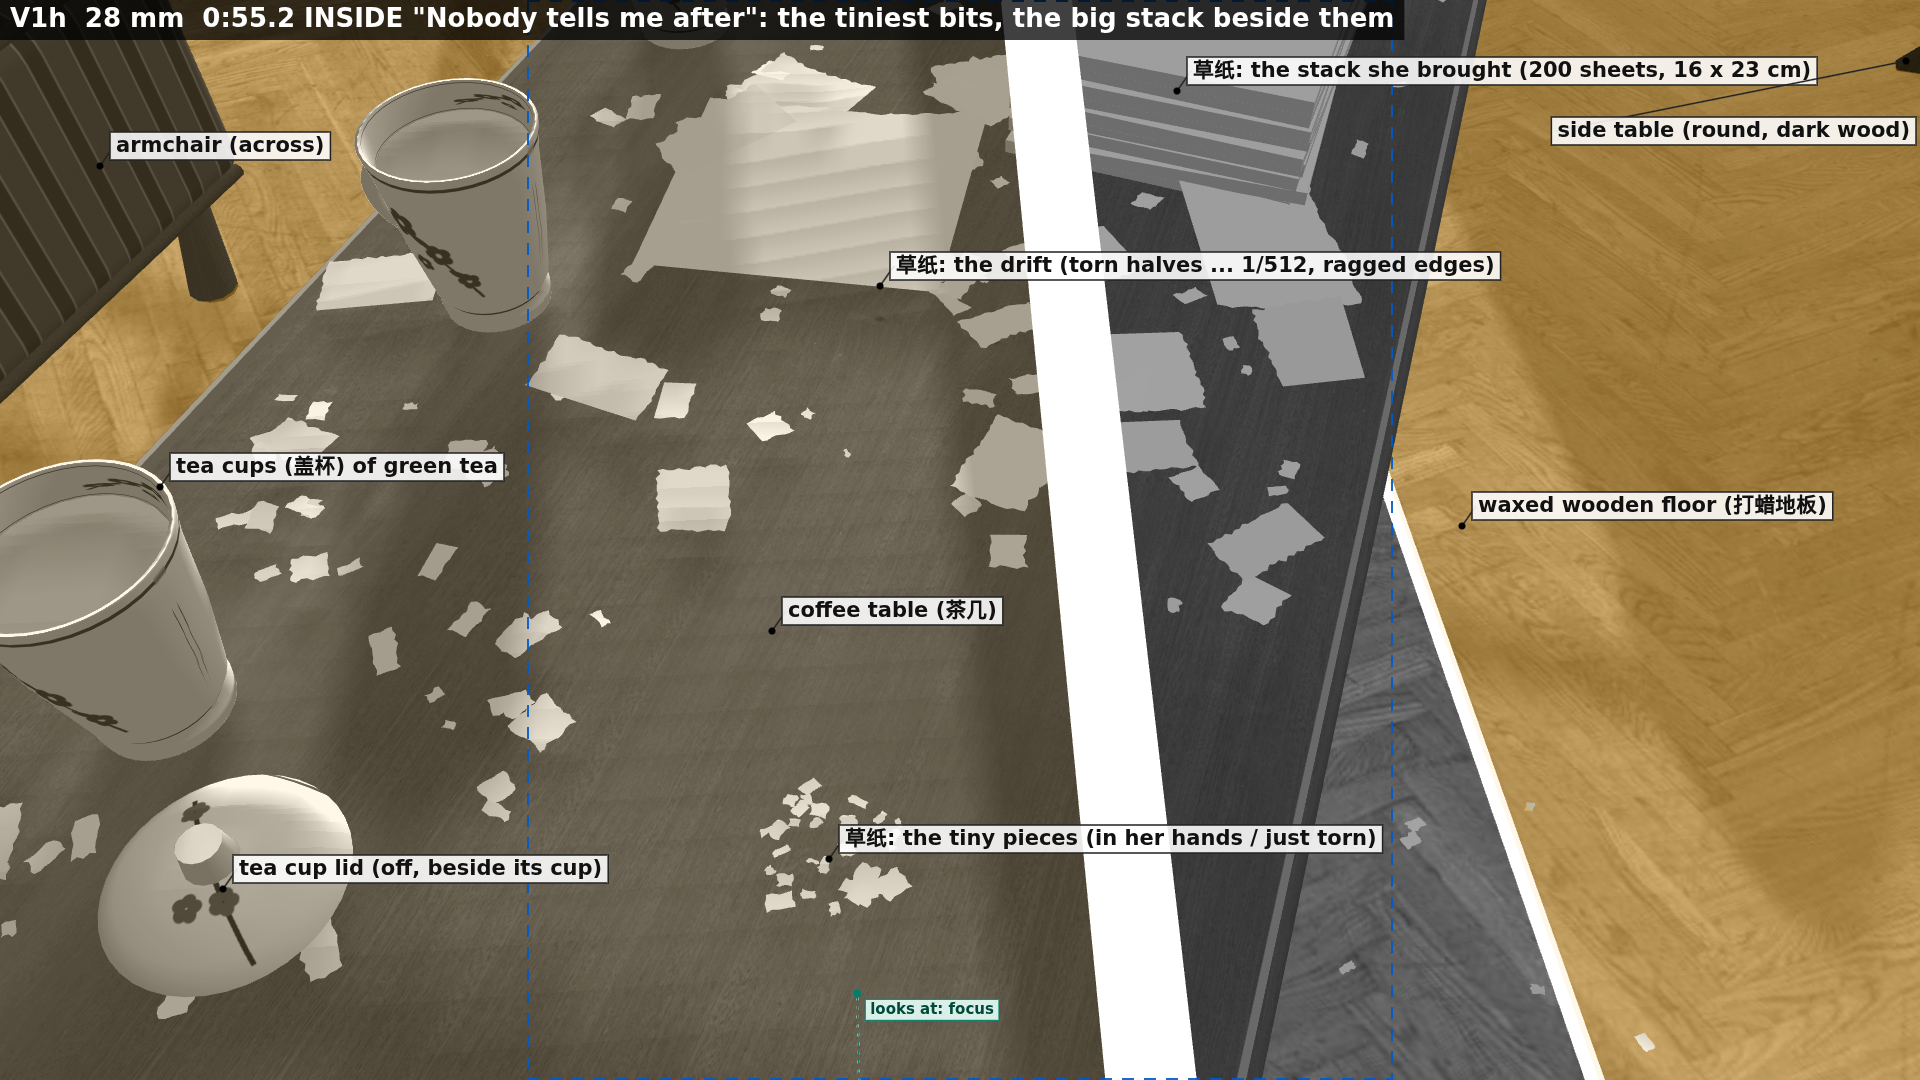 V1h 28 mm 0:55.2 INSIDE "Nobody tells me after": the tiniest bits, the big stack beside them
草纸: the stack she brought (200 sheets, 16 x 23 cm)
side table (round, dark wood)
armchair (across)
草纸: the drift (torn halves ... 1/512, ragged edges)
tea cups (盖杯) of green tea
waxed wooden floor (打蜡地板)
coffee table (茶几)
草纸: the tiny pieces (in her hands / just torn)
tea cup lid (off, beside its cup)
looks at: focus